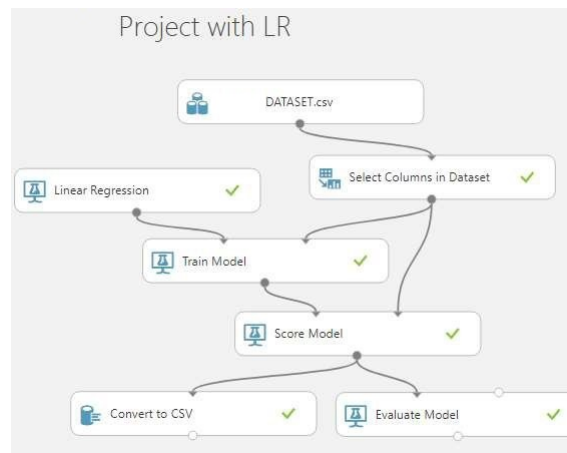 Project with LR
DATASET.csv
Select Columns in Dataset
Linear Regression
Train Model
Score Model
Convert to CSV
Evaluate Model